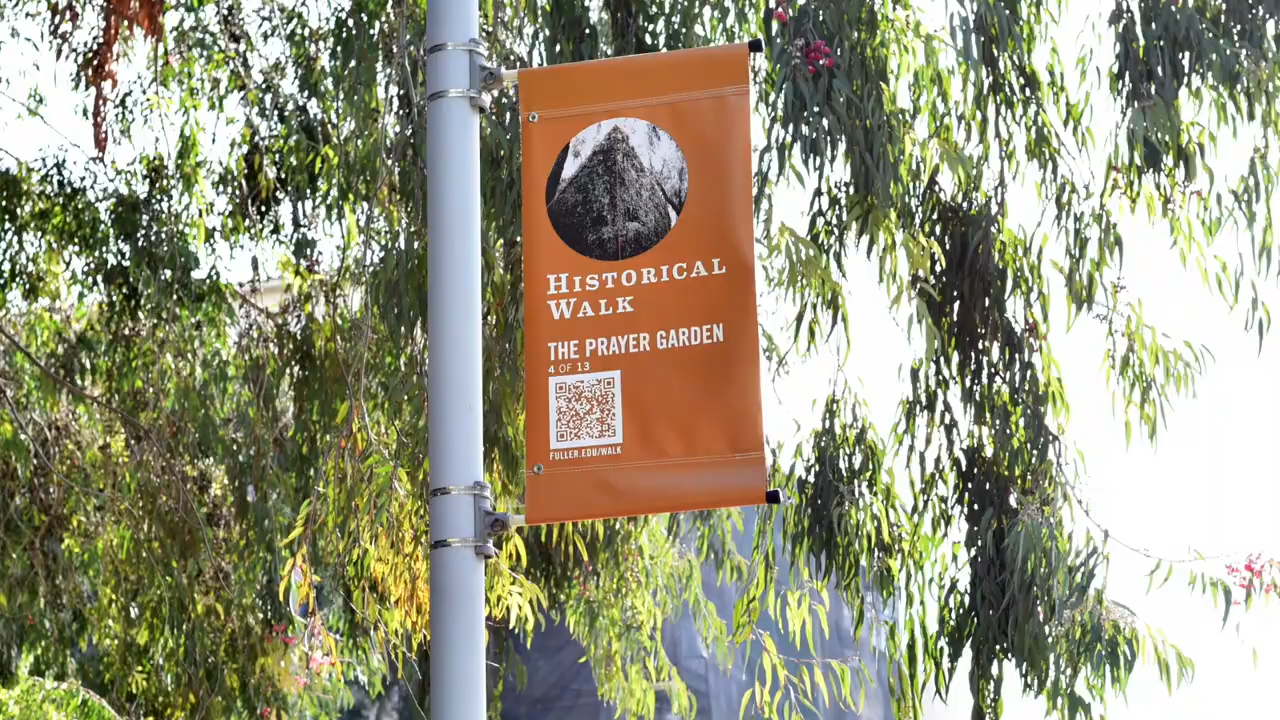 HISTORICAL
WALK
THE PRAYER GARDEN
4 OF 13
FULLER.EDU/WALK